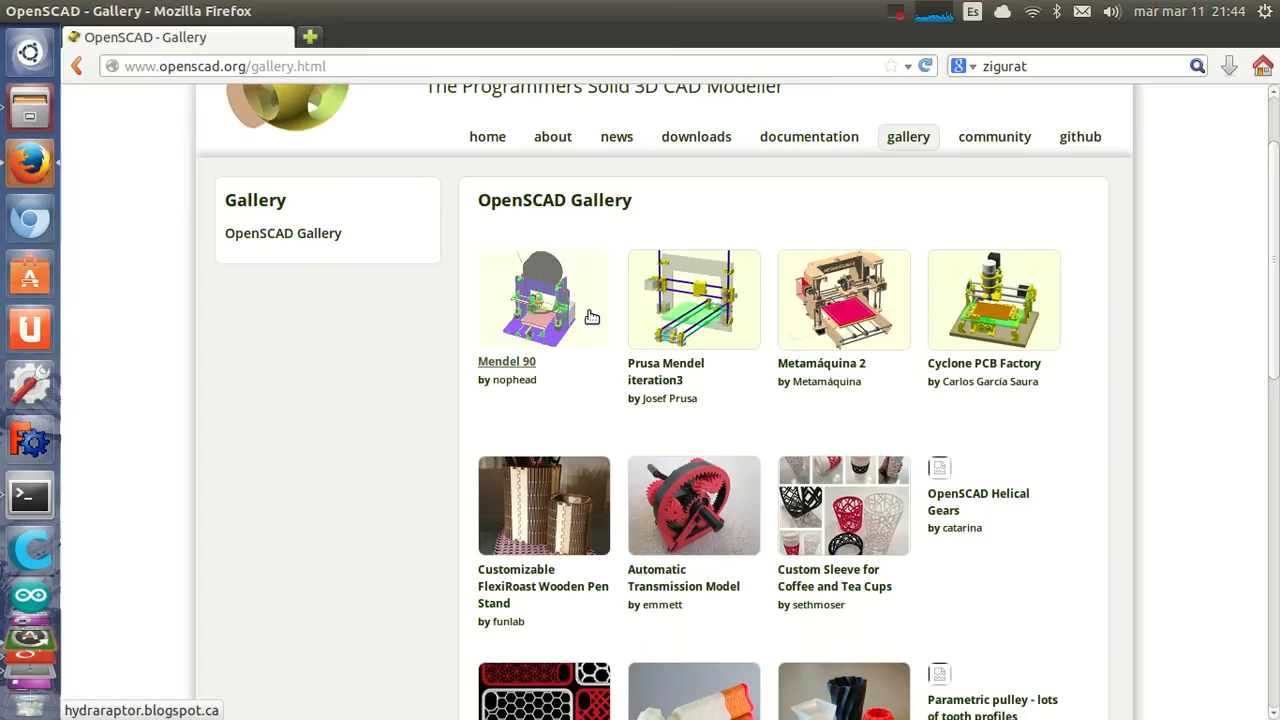 OpenSCAD - Gallery - Mozilla Firefox
Es
mar mar 11 21:44
OpenSCAD - Gallery
www.openscad.org/gallery.html
zigurat
The Programmers Solid 3D CAD Modeller
home about news downloads documentation gallery community github
Gallery
OpenSCAD Gallery
OpenSCAD Gallery
Mendel 90
by nophead
Prusa Mendel
iteration3
by Josef Prusa
Metamáquina 2
by Metamáquina
Cyclone PCB Factory
by Carlos García Saura
Customizable
FlexiRoast Wooden Pen
Stand
by funlab
Automatic
Transmission Model
by emmett
Custom Sleeve for
Coffee and Tea Cups
by sethmoser
OpenSCAD Helical
Gears
by catarina
Parametric pulley - lots
of tooth profiles
hydraraptor.blogspot.ca